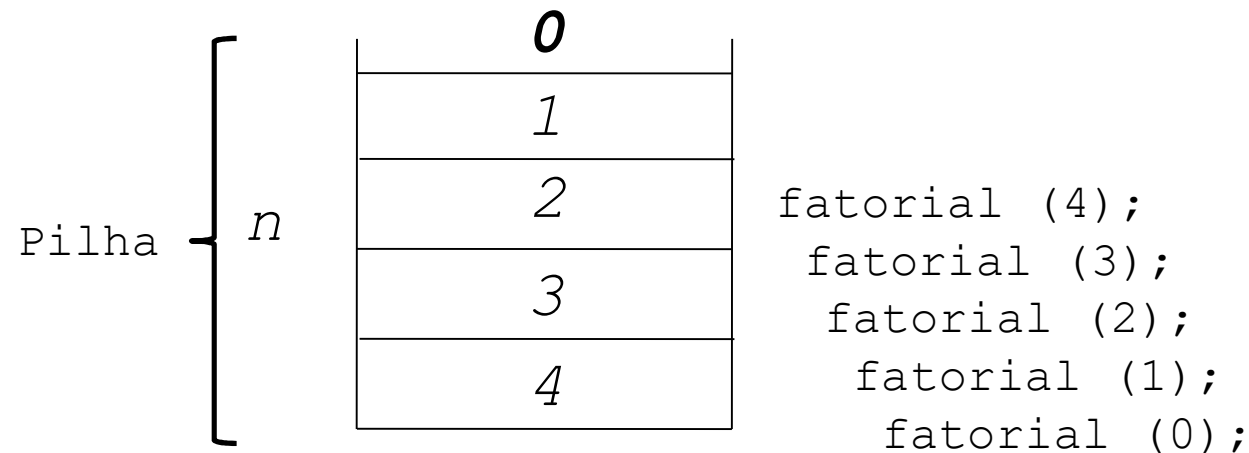 Pilha
n
0
1
2
3
4
fatorial (4);
fatorial (3);
fatorial (2);
fatorial (1);
fatorial (0);